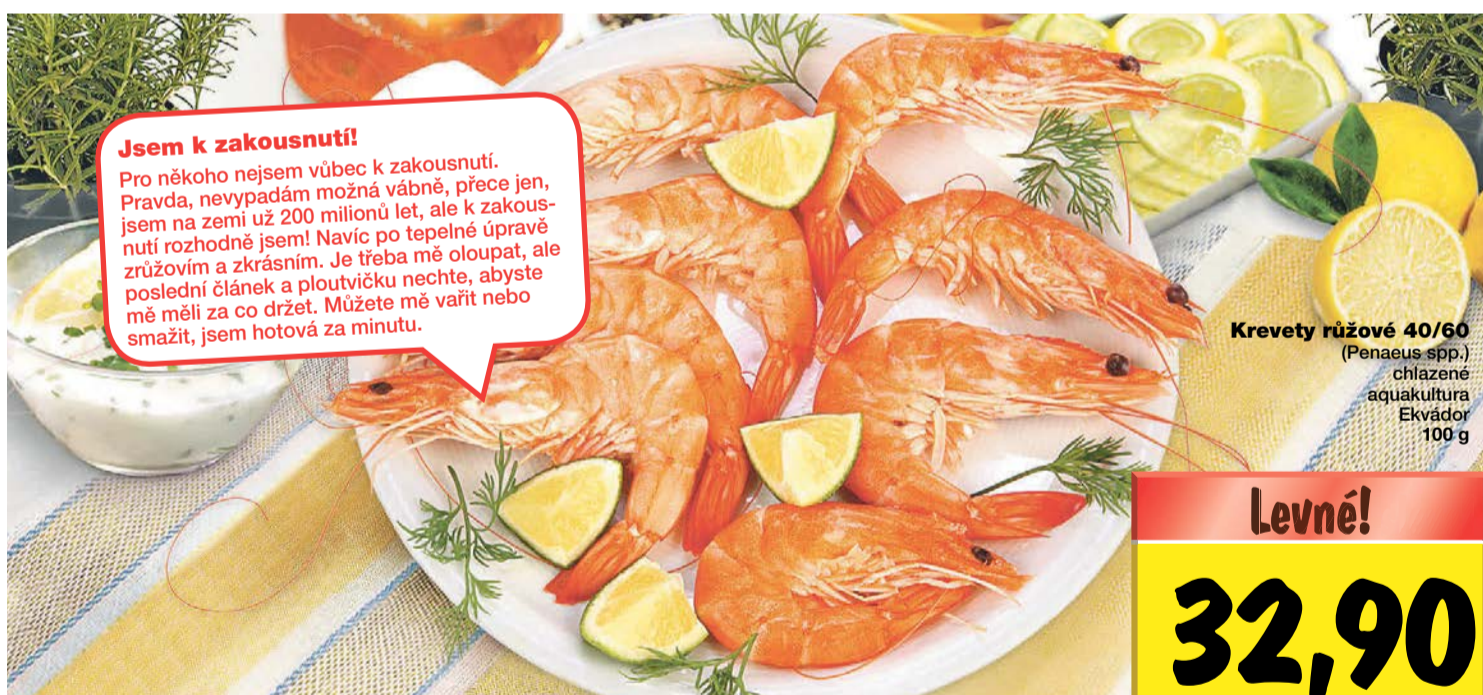 Jsem k zakousnutí!
Pro někoho nejsem vůbec k zakousnutí.
Pravda, nevypadám možná vábně, přece jen,
jsem na zemi už 200 milionů let, ale k zakous-
nutí rozhodně jsem! Navíc po tepelné úpravě
zrůžovím a zkrásním. Je třeba mě oloupat, ale
poslední článek a ploutvičku nechte, abyste
mě měli za co držet. Můžete mě vařit nebo
smažit, jsem hotová za minutu.
Krevety růžové 40/60
(Penaeus spp.)
chlazené
aquakultura
Ekvádor
100 g
Levné!
32,90